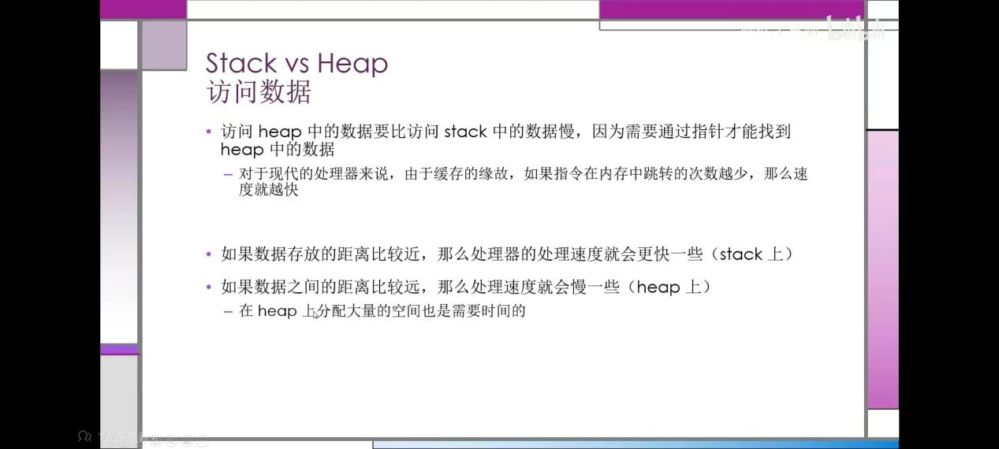 Stack vs Heap
访问数据
• 访问 heap 中的数据要比访问 stack 中的数据慢，因为需要通过指针才能找到
heap 中的数据
– 对于现代的处理器来说，由于缓存的缘故，如果指令在内存中跳转的次数越少，那么速
度就越快
• 如果数据存放的距离比较近，那么处理器的处理速度就会更快一些（stack 上）
• 如果数据之间的距离比较远，那么处理速度就会慢一些（heap 上）
– 在 heap 上分配大量的空间也是需要时间的
bilibili